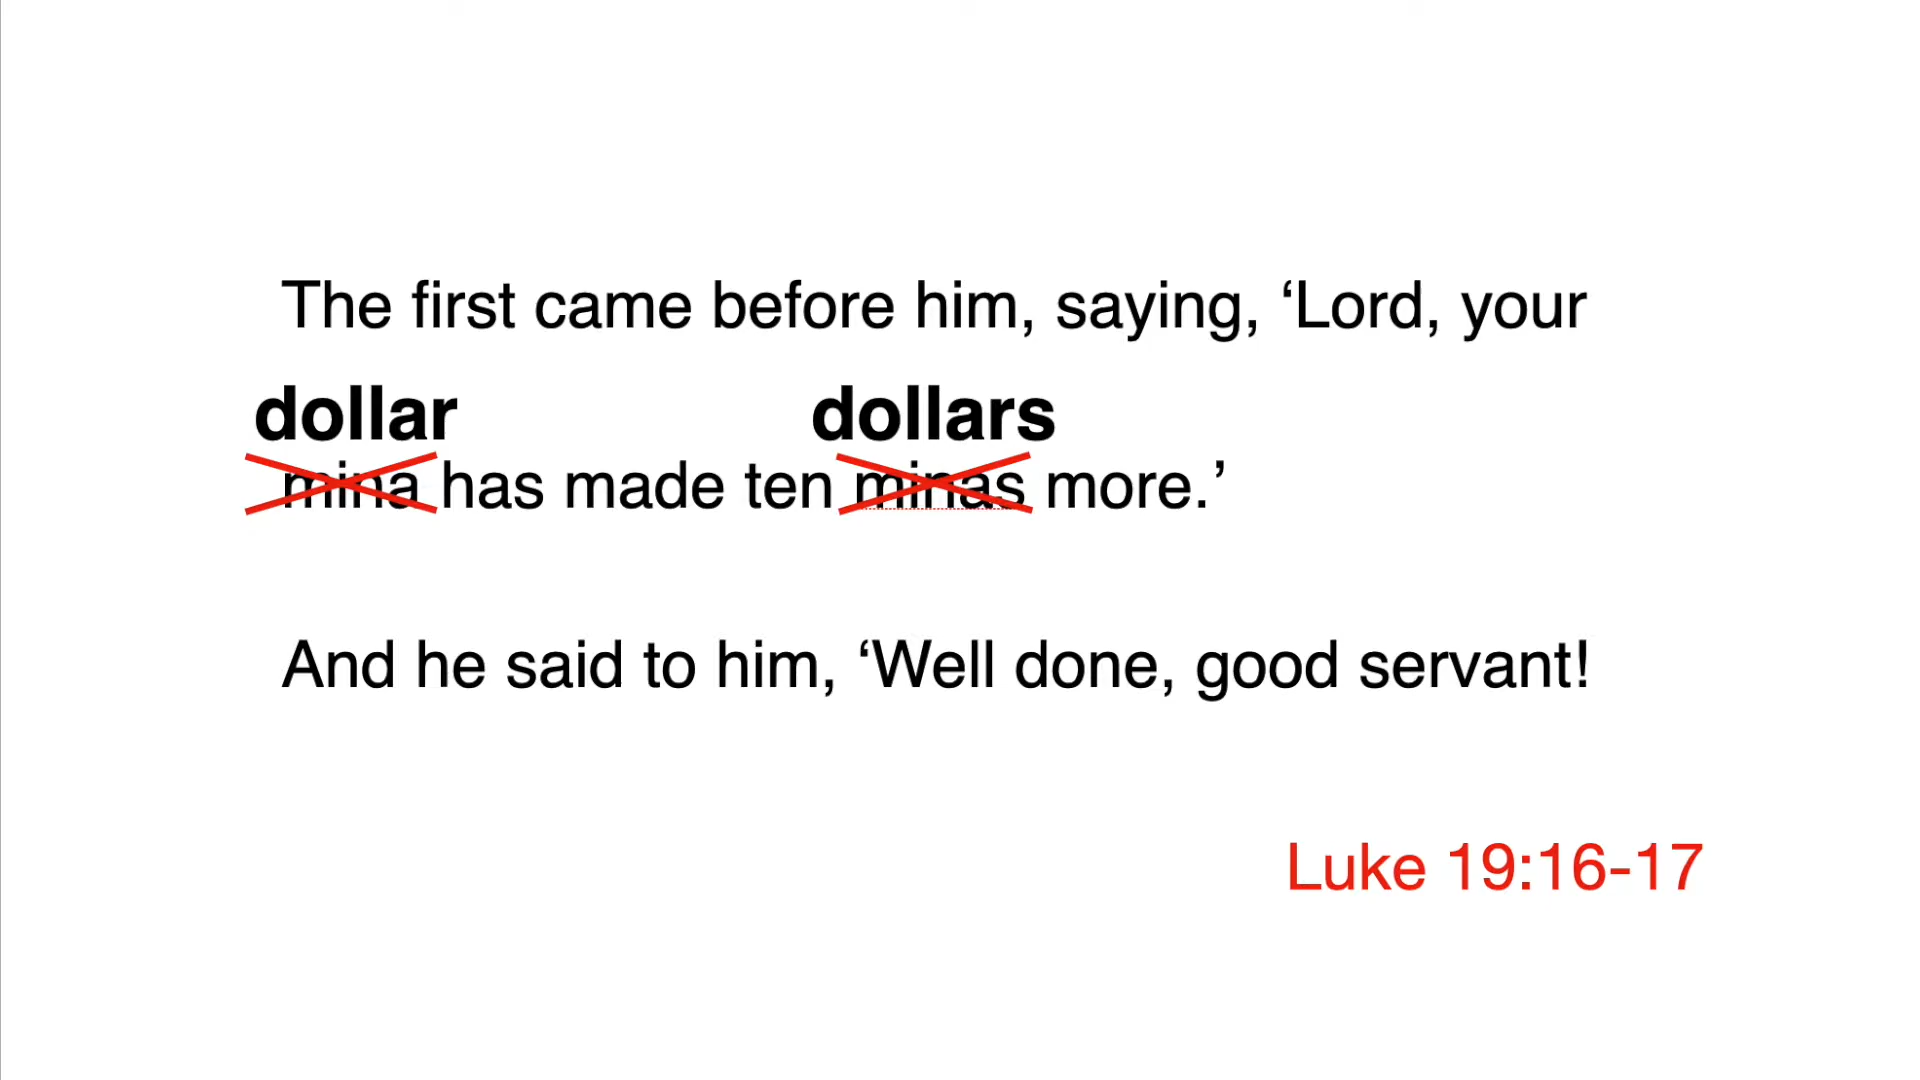 The first came before him, saying, ‘Lord, your
dollar dollars
mina has made ten minas more.’
And he said to him, ‘Well done, good servant!
Luke 19:16-17